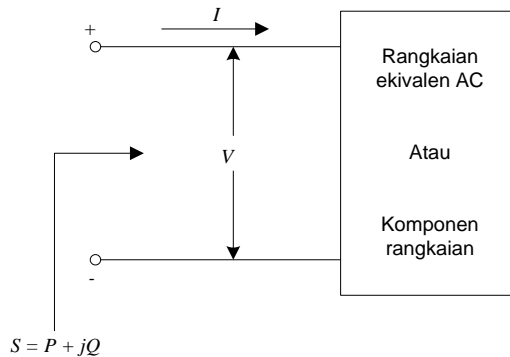 I
+
Rangkaian
ekivalen AC
V
Atau
Komponen
rangkaian
-
S = P + jQ